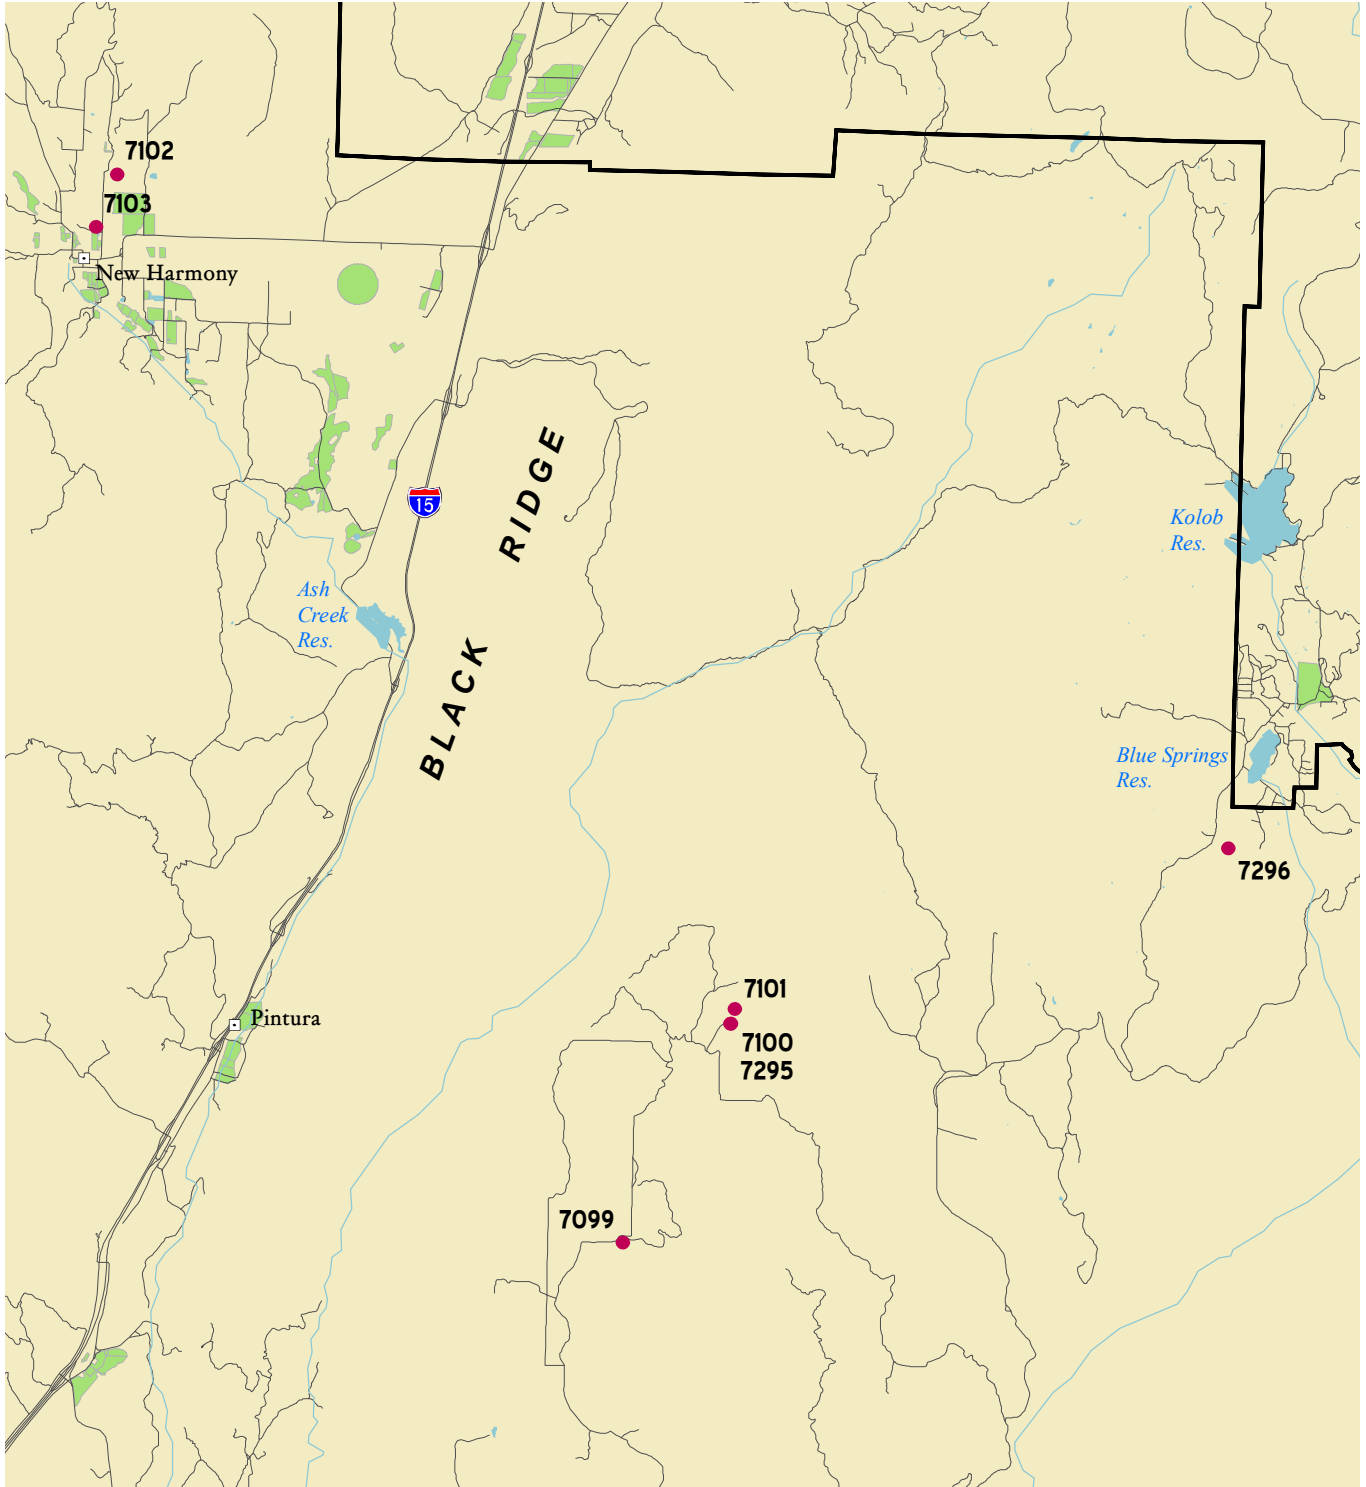 7102
7103
New Harmony
15
BLACK RIDGE
Kolob
Res.
Ash
Creek
Res.
Blue Springs
Res.
7296
7101
Pintura
7100
7295
7099